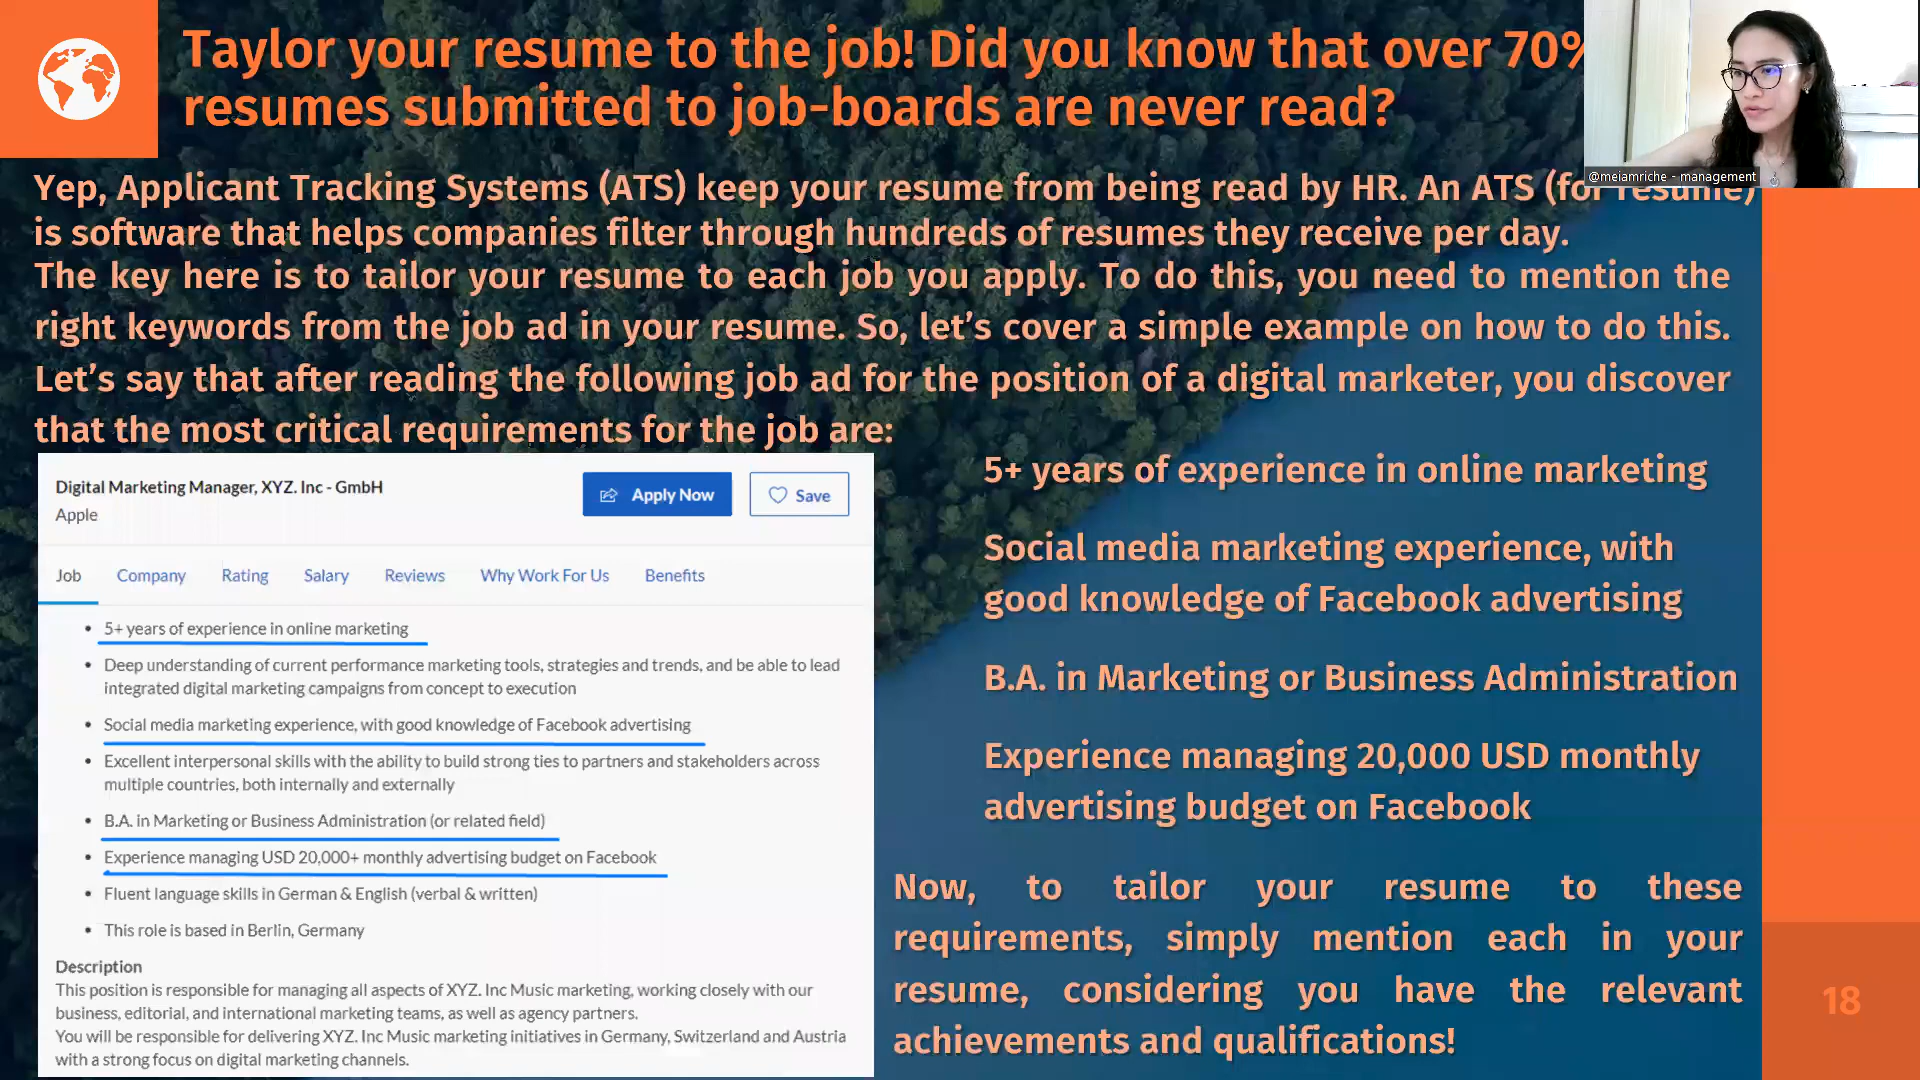 Taylor your resume to the job! Did you know that over 70%
resumes submitted to job-boards are never read?
@meiamriche - management
Yep, Applicant Tracking Systems (ATS) keep your resume from being read by HR. An ATS (for resume)
is software that helps companies filter through hundreds of resumes they receive per day.
The key here is to tailor your resume to each job you apply. To do this, you need to mention the
right keywords from the job ad in your resume. So, let's cover a simple example on how to do this.
Let's say that after reading the following job ad for the position of a digital marketer, you discover
that the most critical requirements for the job are:
Digital Marketing Manager, XYZ. Inc - GmbH
Apple
Apply Now
Save
Job Company Rating Salary Reviews Why Work For Us Benefits
• 5+ years of experience in online marketing
• Deep understanding of current performance marketing tools, strategies and trends, and be able to lead
integrated digital marketing campaigns from concept to execution
• Social media marketing experience, with good knowledge of Facebook advertising
• Excellent interpersonal skills with the ability to build strong ties to partners and stakeholders across
multiple countries, both internally and externally
• B.A. in Marketing or Business Administration (or related field)
• Experience managing USD 20,000+ monthly advertising budget on Facebook
• Fluent language skills in German & English (verbal & written)
• This role is based in Berlin, Germany
Description
This position is responsible for managing all aspects of XYZ. Inc Music marketing, working closely with our
business, editorial, and international marketing teams, as well as agency partners.
You will be responsible for delivering XYZ. Inc Music marketing initiatives in Germany, Switzerland and Austria
with a strong focus on digital marketing channels.
5+ years of experience in online marketing
Social media marketing experience, with
good knowledge of Facebook advertising
B.A. in Marketing or Business Administration
Experience managing 20,000 USD monthly
advertising budget on Facebook
Now, to tailor your resume to these
requirements, simply mention each in your
resume, considering you have the relevant
achievements and qualifications!
18